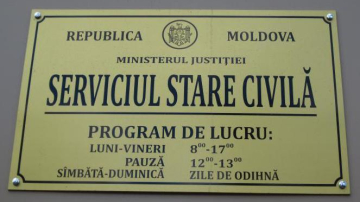 REPUBLICA MOLDOVA
MINISTERUL JUSTIȚIEI
SERVICIUL STARE CIVILĂ
PROGRAM DE LUCRU:
LUNI-VINERI 8⁰⁰-17⁰⁰
PAUZĂ 12⁰⁰-13⁰⁰
SÎMBĂTĂ-DUMINICĂ ZILE DE ODIHNĂ